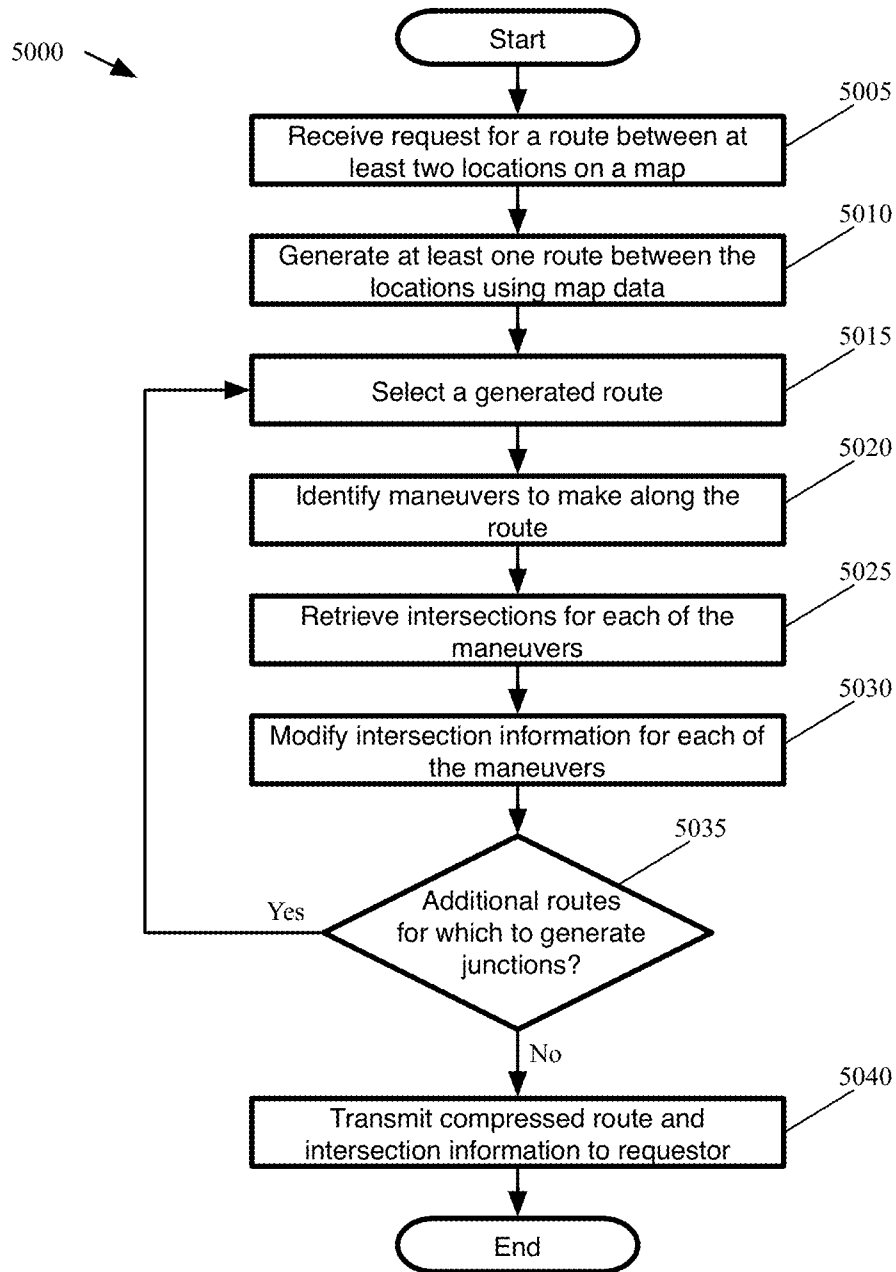 Start
5000
5005
Receive request for a route between at
least two locations on a map
5010
Generate at least one route between the
locations using map data
5015
Select a generated route
5020
Identify maneuvers to make along the
route
5025
Retrieve intersections for each of the
maneuvers
5030
Modify intersection information for each of
the maneuvers
5035
Additional routes
for which to generate
junctions?
Yes
No
5040
Transmit compressed route and
intersection information to requestor
End